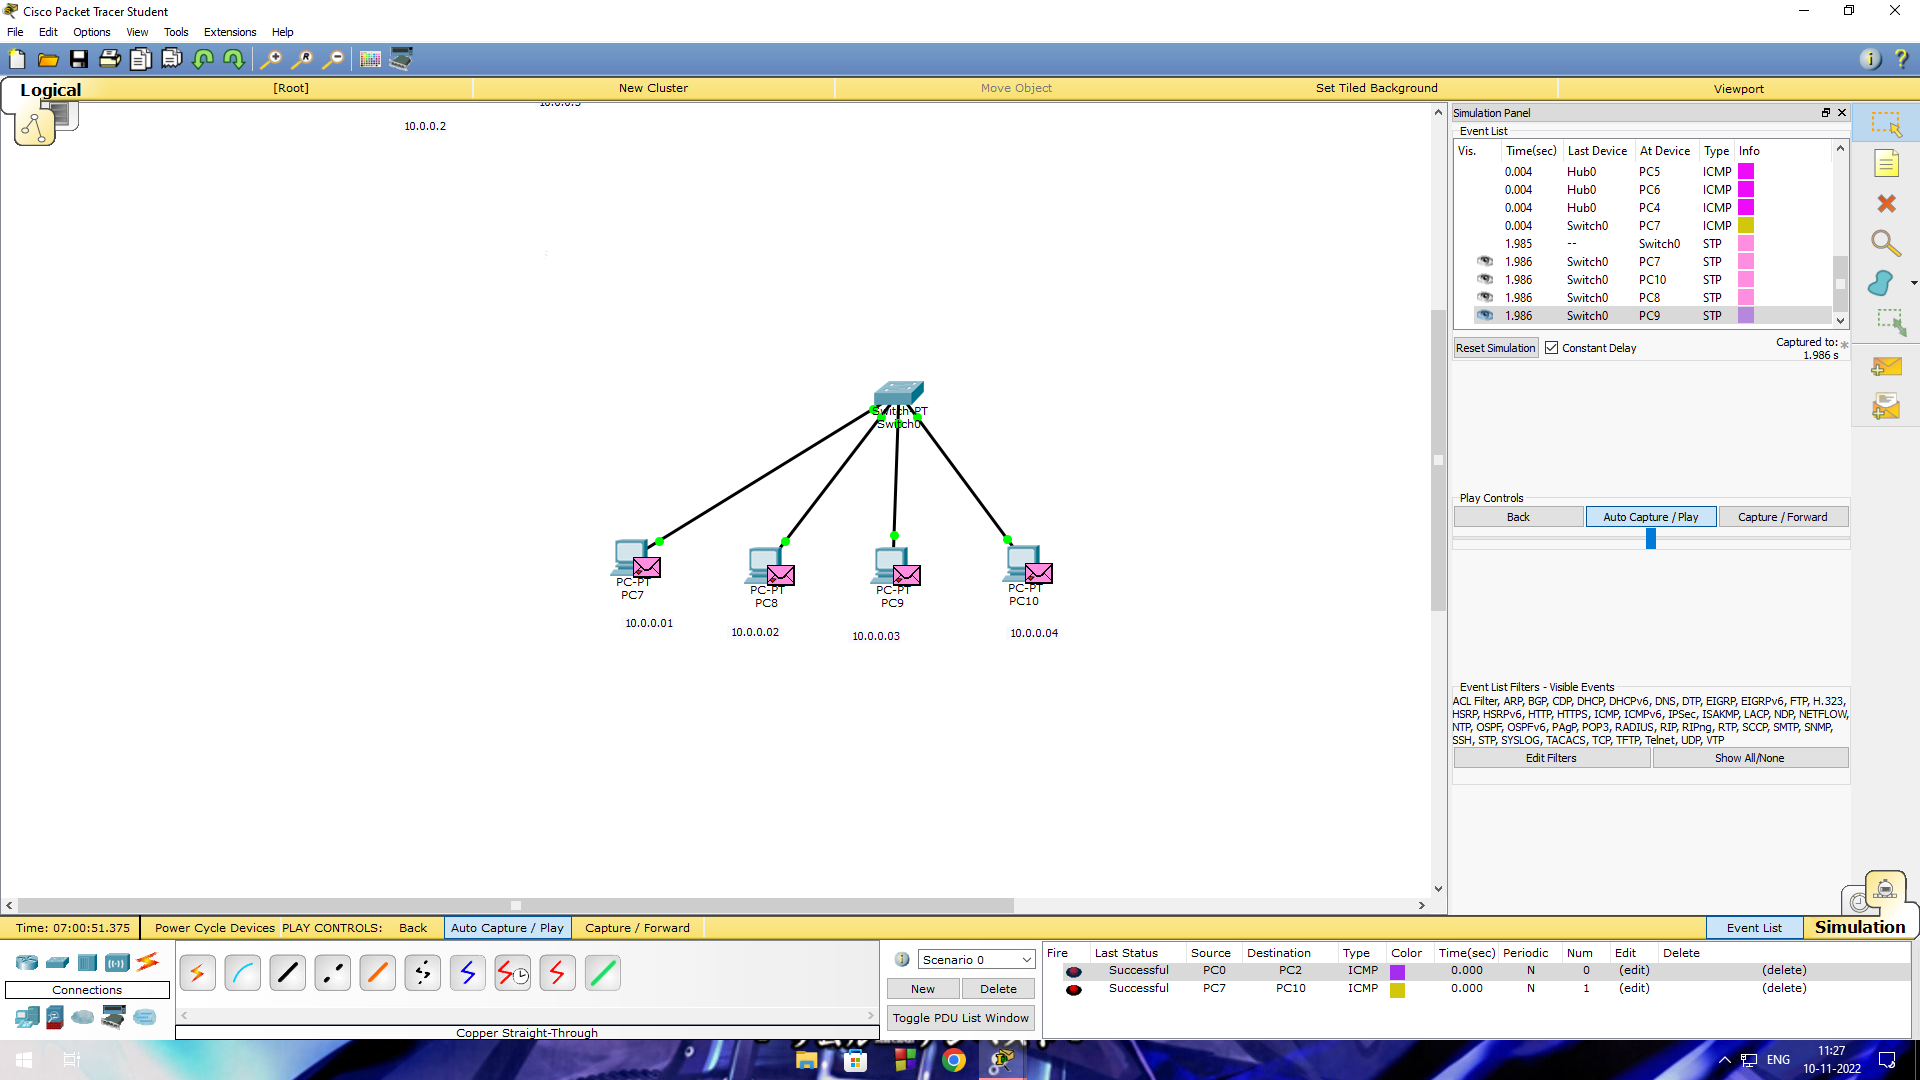 Cisco Packet Tracer Student
File Edit Options View Tools Extensions Help
Logical [Root] New Cluster Move Object Set Tiled Background Viewport
10.0.0.2
Simulation Panel
Event List
Vis. Time(sec) Last Device At Device Type Info
0.004 Hub0 PC5 ICMP
0.004 Hub0 PC6 ICMP
0.004 Hub0 PC4 ICMP
0.004 Switch0 PC7 ICMP
1.985 -- Switch0 STP
1.986 Switch0 PC7 STP
1.986 Switch0 PC10 STP
1.986 Switch0 PC8 STP
1.986 Switch0 PC9 STP
Reset Simulation Constant Delay Captured to:
1.986 s
Switch-PT
Switch0
PC-PT
PC7
10.0.0.01
PC-PT
PC8
10.0.0.02
PC-PT
PC9
10.0.0.03
PC-PT
PC10
10.0.0.04
Play Controls
Back Auto Capture / Play Capture / Forward
Event List Filters - Visible Events
ACL Filter, ARP, BGP, CDP, DHCP, DHCPv6, DNS, DTP, EIGRP, EIGRPv6, FTP, H.323,
HSRP, HSRPv6, HTTP, HTTPS, ICMP, ICMPv6, IPSec, ISAKMP, LACP, NDP, NETFLOW,
NTP, OSPF, OSPFv6, PAgP, POP3, RADIUS, RIP, RIPng, RTP, SCCP, SMTP, SNMP,
SSH, STP, SYSLOG, TACACS, TCP, TFTP, Telnet, UDP, VTP
Edit Filters Show All/None
Time: 07:00:51.375 Power Cycle Devices PLAY CONTROLS: Back Auto Capture / Play Capture / Forward Event List Simulation
Connections
Copper Straight-Through
Scenario 0
New Delete
Toggle PDU List Window
Fire Last Status Source Destination Type Color Time(sec) Periodic Num Edit Delete
Successful PC0 PC2 ICMP 0.000 N 0 (edit) (delete)
Successful PC7 PC10 ICMP 0.000 N 1 (edit) (delete)
ENG
11:27
10-11-2022